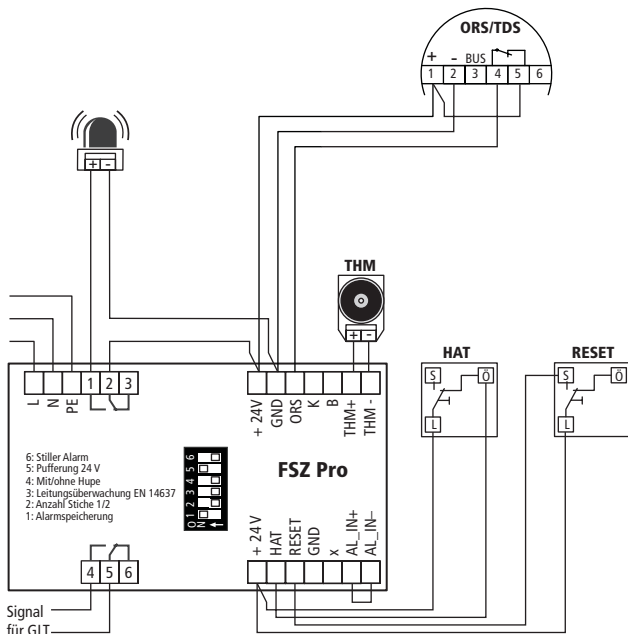 ORS/TDS
+ - BUS
1 2 3 4 5 6
+ -
THM
+ -
HAT
RESET
S Ö
L
S Ö
L
L N PE 1 2 3
+ 24V GND ORS K B THM+ THM -
6: Stiller Alarm
5: Pufferung 24 V
4: Mit/ohne Hupe
3: Leitungsüberwachung EN 14637
2: Anzahl Stiche 1/2
1: Alarmspeicherung
1 2 3 4 5 6
ON
FSZ Pro
+ 24 V HAT RESET GND x AL_IN+ AL_IN–
4 5 6
Signal
für GLT